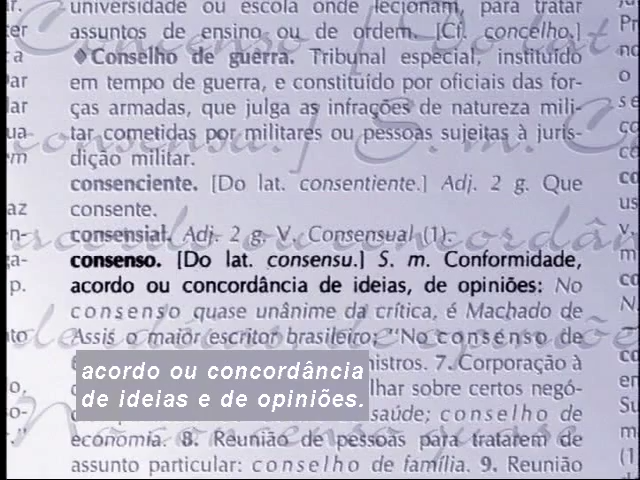 universidade ou escola onde lecionam, para tratar
assuntos de ensino ou de ordem. [Cf. concelho.]
◊Conselho de guerra. Tribunal especial, instituído
em tempo de guerra, e constituído por oficiais das for-
ças armadas, que julga as infrações de natureza mili-
tar cometidas por militares ou pessoas sujeitas à juris-
dição militar.
consenciente. [Do lat. consentiente.] Adj. 2 g. Que
consente.
consensial. Adj. 2 g. V. Consensual (1).
consenso. [Do lat. consensu.] S. m. Conformidade,
acordo ou concordância de ideias, de opiniões: No
consenso quase unânime da crítica, é Machado de
Assis o maior escritor brasileiro; "No consenso de
nistros. 7. Corporação à
lhar sobre certos negó-
saúde; conselho de
economia. 8. Reunião de pessoas para tratarem de
assunto particular: conselho de família. 9. Reunião
acordo ou concordância
de ideias e de opiniões.